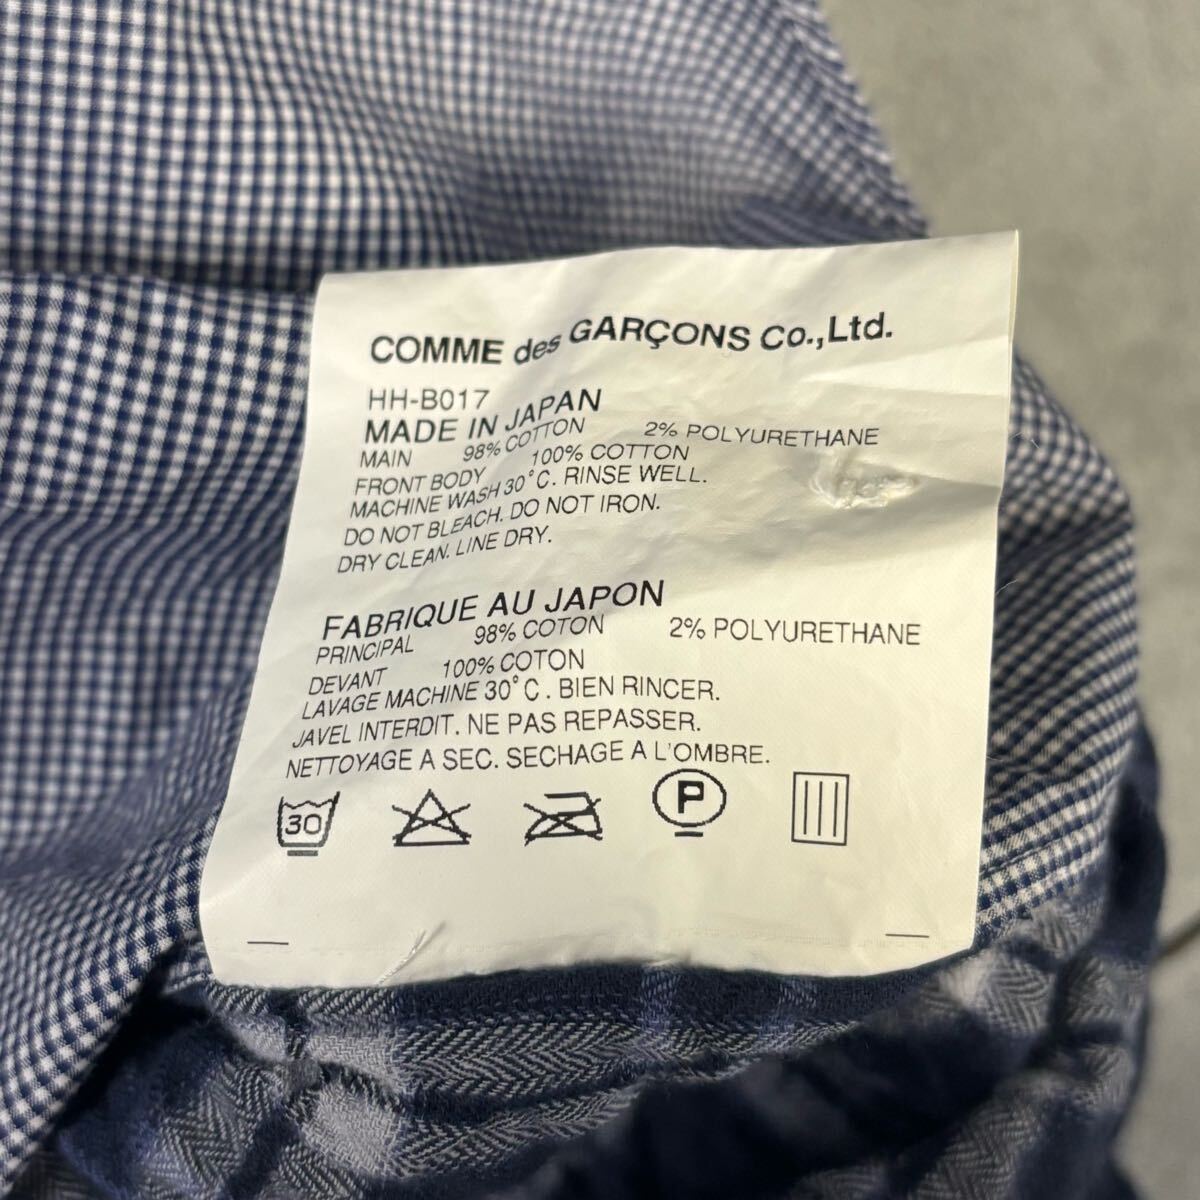 COMME des GARÇONS Co.,Ltd.
HH-B017
MADE IN JAPAN
MAIN 98% COTTON 2% POLYURETHANE
FRONT BODY 100% COTTON
MACHINE WASH 30°C. RINSE WELL.
DO NOT BLEACH. DO NOT IRON.
DRY CLEAN. LINE DRY.
FABRIQUE AU JAPON
PRINCIPAL 98% COTON 2% POLYURETHANE
DEVANT 100% COTON
LAVAGE MACHINE 30°C. BIEN RINCER.
JAVEL INTERDIT. NE PAS REPASSER.
NETTOYAGE A SEC. SECHAGE A L'OMBRE.
30 P